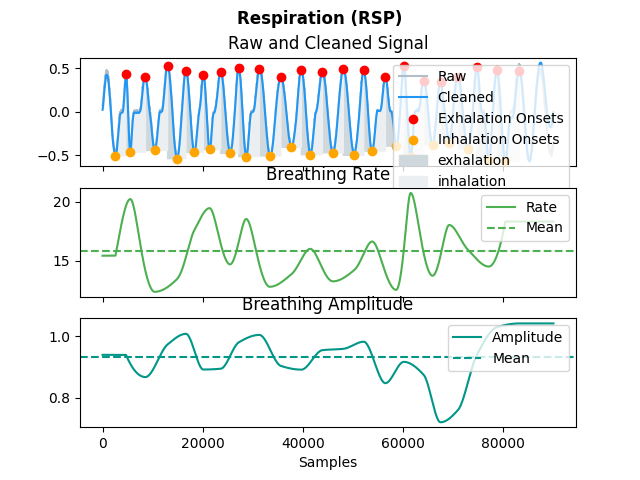 Respiration (RSP)
Raw and Cleaned Signal
0.5
0.0
−0.5
Raw
Cleaned
Exhalation Onsets
Inhalation Onsets
exhalation
inhalation
Breathing Rate
20
15
Rate
Mean
Breathing Amplitude
1.0
0.8
Amplitude
Mean
0 20000 40000 60000 80000
Samples